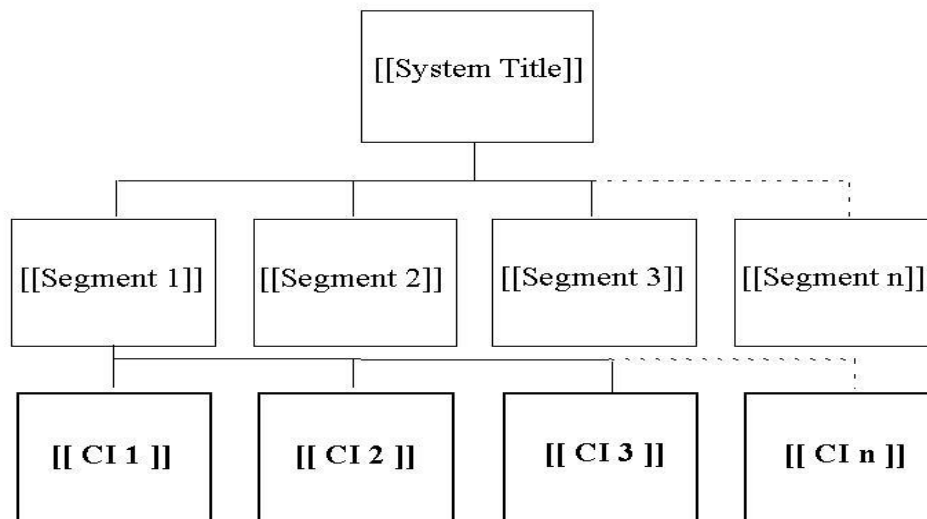 [[System Title]]
[[Segment 1]]
[[Segment 2]]
[[Segment 3]]
[[Segment n]]
[[ CI 1 ]]
[[ CI 2 ]]
[[ CI 3 ]]
[[ CI n ]]